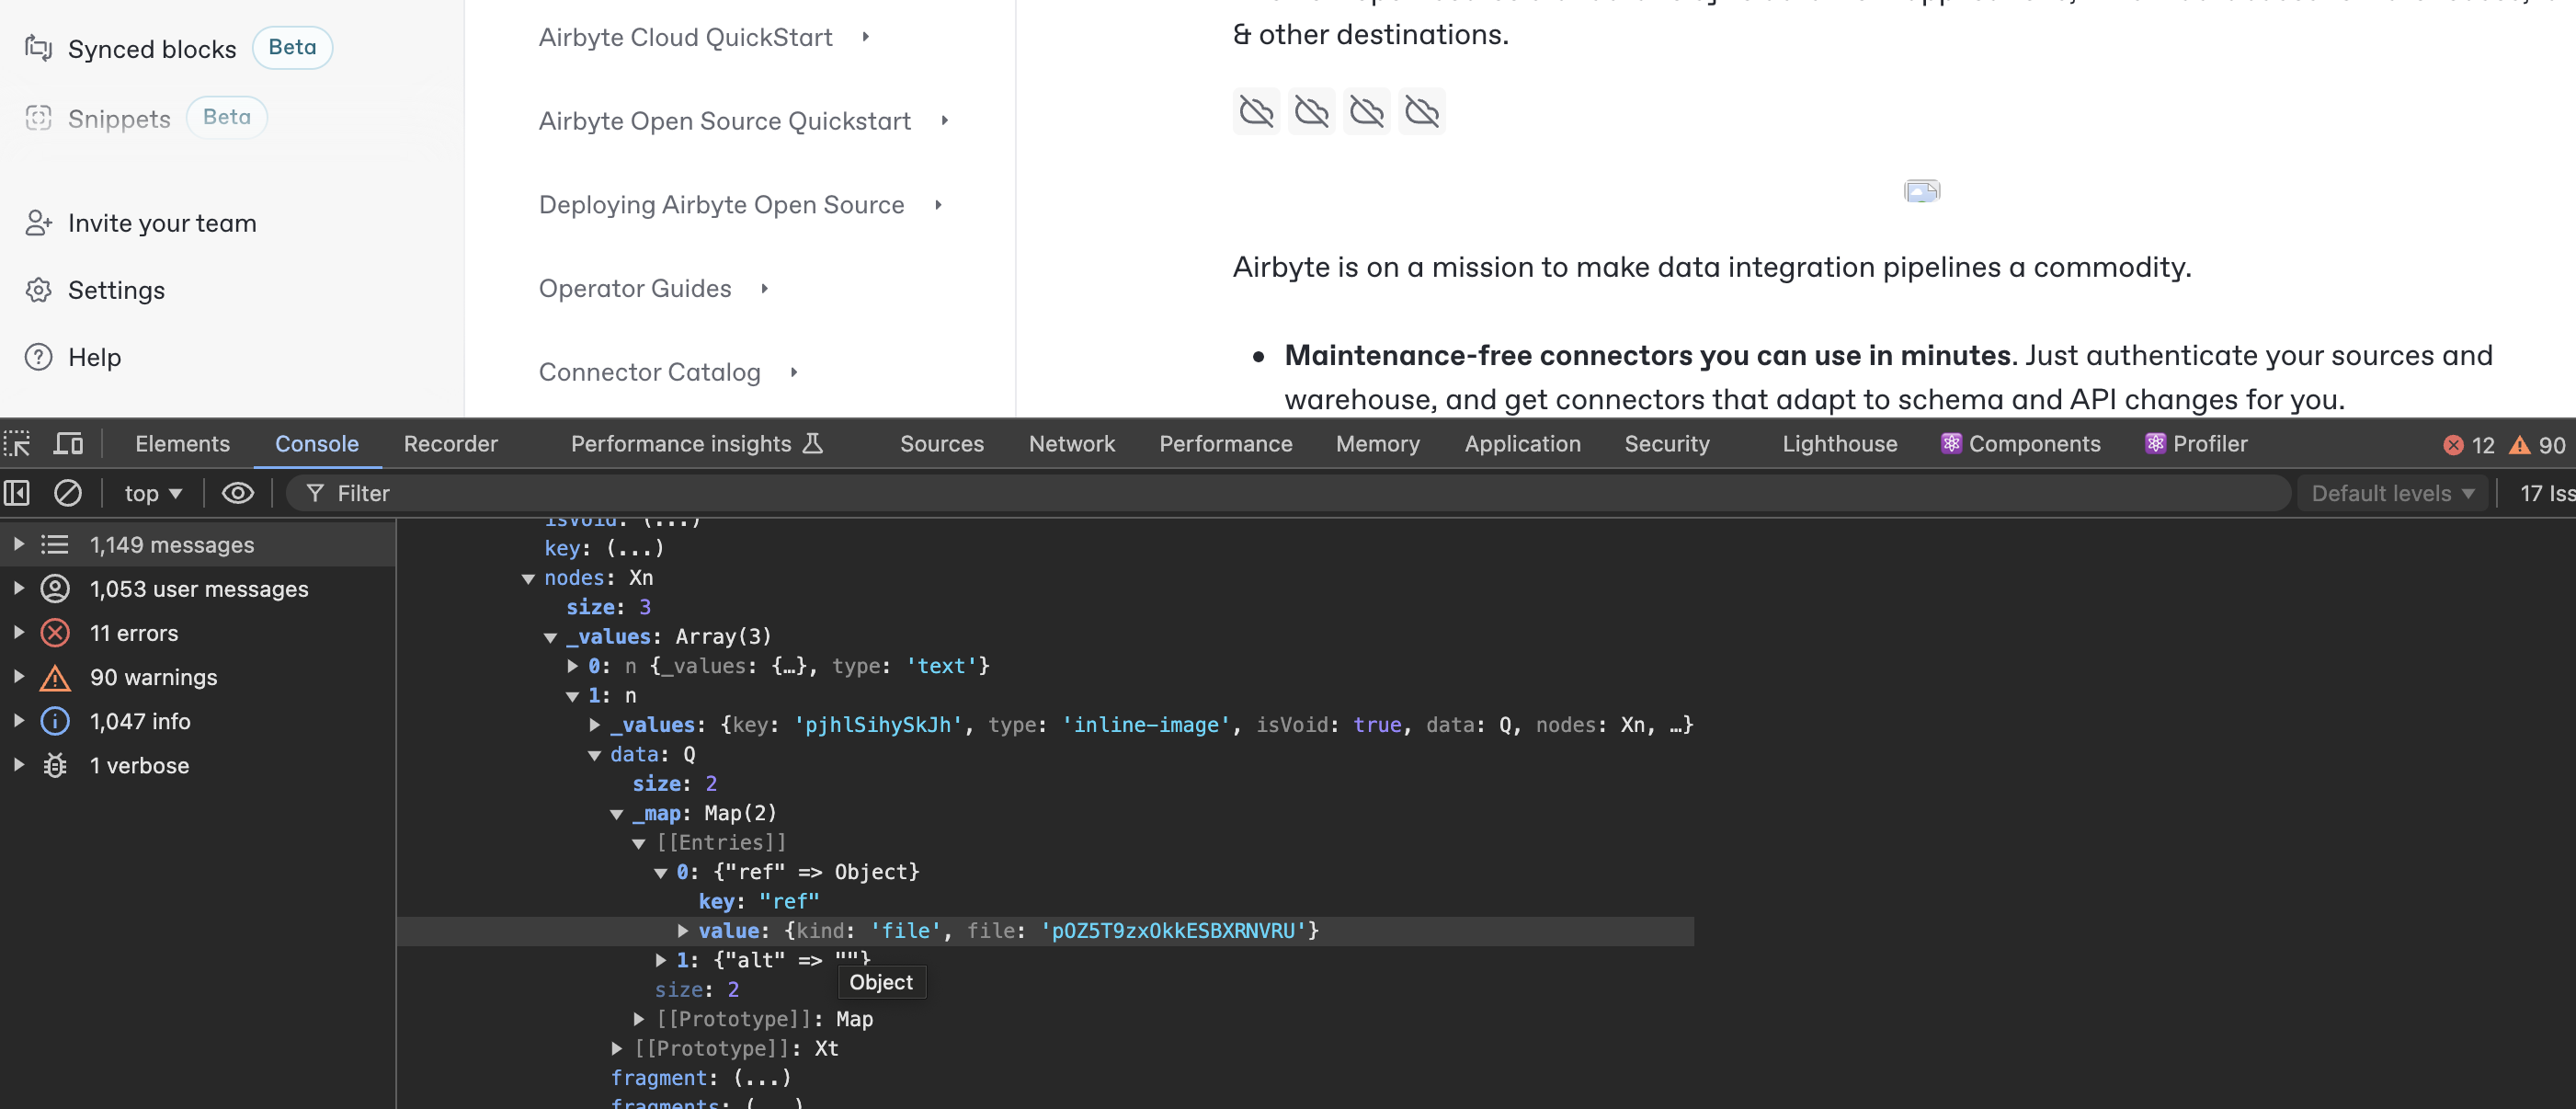 Synced blocks Beta
Snippets Beta
Invite your team
Settings
Help
Airbyte Cloud QuickStart
Airbyte Open Source Quickstart
Deploying Airbyte Open Source
Operator Guides
Connector Catalog
& other destinations.
Airbyte is on a mission to make data integration pipelines a commodity.
• Maintenance-free connectors you can use in minutes. Just authenticate your sources and
warehouse, and get connectors that adapt to schema and API changes for you.
Elements Console Recorder Performance insights Sources Network Performance Memory Application Security Lighthouse Components Profiler 12 90
top Filter Default levels 17 Iss
1,149 messages
1,053 user messages
11 errors
90 warnings
1,047 info
1 verbose
isVoid: (...)
key: (...)
nodes: Xn
size: 3
_values: Array(3)
0: n {_values: {…}, type: 'text'}
1: n
_values: {key: 'pjhlSihySkJh', type: 'inline-image', isVoid: true, data: Q, nodes: Xn, …}
data: Q
size: 2
_map: Map(2)
[[Entries]]
0: {"ref" => Object}
key: "ref"
value: {kind: 'file', file: 'pOZ5T9zxOkkESBXRNVRU'}
1: {"alt" => ""}
Object
size: 2
[[Prototype]]: Map
[[Prototype]]: Xt
fragment: (...)
fragments: (...)